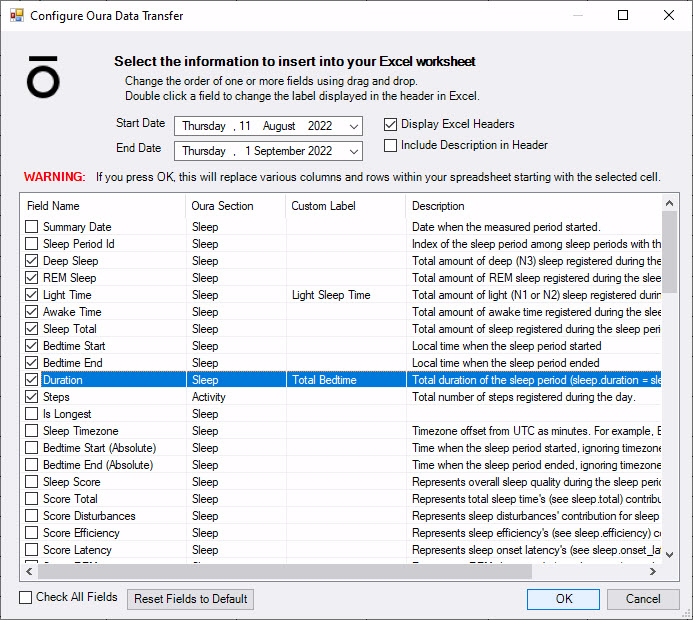 Configure Oura Data Transfer
Select the information to insert into your Excel worksheet
Change the order of one or more fields using drag and drop.
Double click a field to change the label displayed in the header in Excel.
Start Date Thursday , 11 August 2022 Display Excel Headers
End Date Thursday , 1 September 2022 Include Description in Header
WARNING: If you press OK, this will replace various columns and rows within your spreadsheet starting with the selected cell.
Field Name Oura Section Custom Label Description
Summary Date Sleep Date when the measured period started.
Sleep Period Id Sleep Index of the sleep period among sleep periods with th
Deep Sleep Sleep Total amount of deep (N3) sleep registered during the
REM Sleep Sleep Total amount of REM sleep registered during the slee
Light Time Sleep Light Sleep Time Total amount of light (N1 or N2) sleep registered durin
Awake Time Sleep Total amount of awake time registered during the slee
Sleep Total Sleep Total amount of sleep registered during the sleep peri
Bedtime Start Sleep Local time when the sleep period started
Bedtime End Sleep Local time when the sleep period ended
Duration Sleep Total Bedtime Total duration of the sleep period (sleep.duration = sle
Steps Activity Total number of steps registered during the day.
Is Longest Sleep
Sleep Timezone Sleep Timezone offset from UTC as minutes. For example, E
Bedtime Start (Absolute) Sleep Time when the sleep period started, ignoring timezone
Bedtime End (Absolute) Sleep Time when the sleep period ended, ignoring timezone
Sleep Score Sleep Represents overall sleep quality during the sleep perio
Score Total Sleep Represents total sleep time's (see sleep.total) contribu
Score Disturbances Sleep Represents sleep disturbances' contribution for sleep
Score Efficiency Sleep Represents sleep efficiency's (see sleep.efficiency) co
Score Latency Sleep Represents sleep onset latency's (see sleep.onset_la
Check All Fields Reset Fields to Default OK Cancel